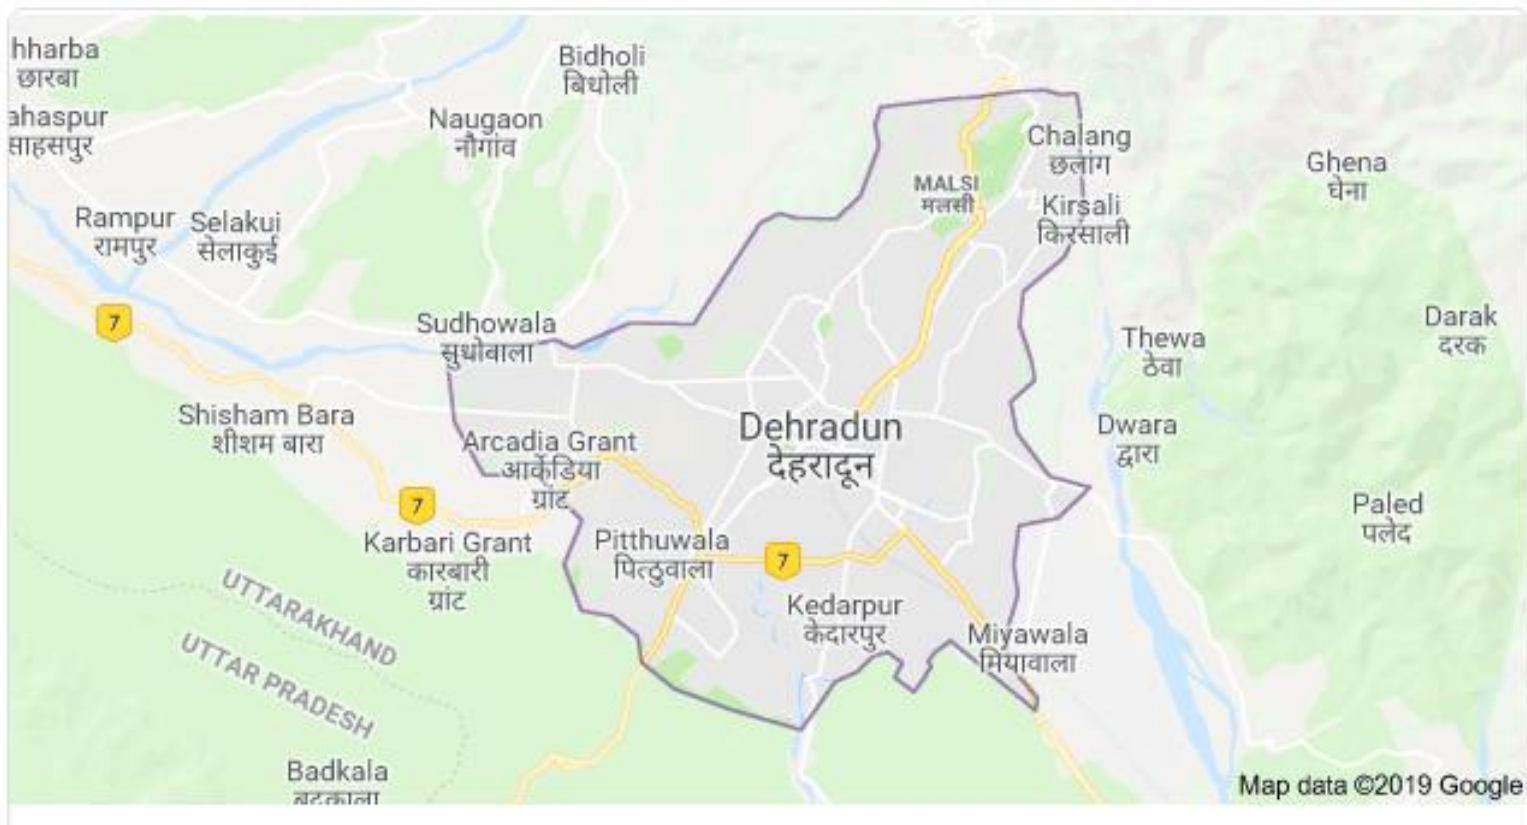 hharba
छारबा
ahaspur
साहसपुर
Bidholi
बिधोली
Naugaon
नौगांव
Chalang
छलांग
MALSI
मलसी
Ghena
घेना
Rampur
रामपुर
Selakui
सेलाकुई
Kirsali
किरसाली
7
Sudhowala
सुधोवाला
Thewa
ठेवा
Darak
दरक
Shisham Bara
शीशम बारा
Arcadia Grant
आर्केडिया
ग्रांट
Dehradun
देहरादून
Dwara
द्वारा
7
Karbari Grant
कारबारी
ग्रांट
Pitthuwala
पित्ठुवाला
7
Paled
पलेद
UTTARAKHAND
UTTAR PRADESH
Kedarpur
केदारपुर
Miyawala
मियावाला
Badkala
बदकाला
Map data ©2019 Google